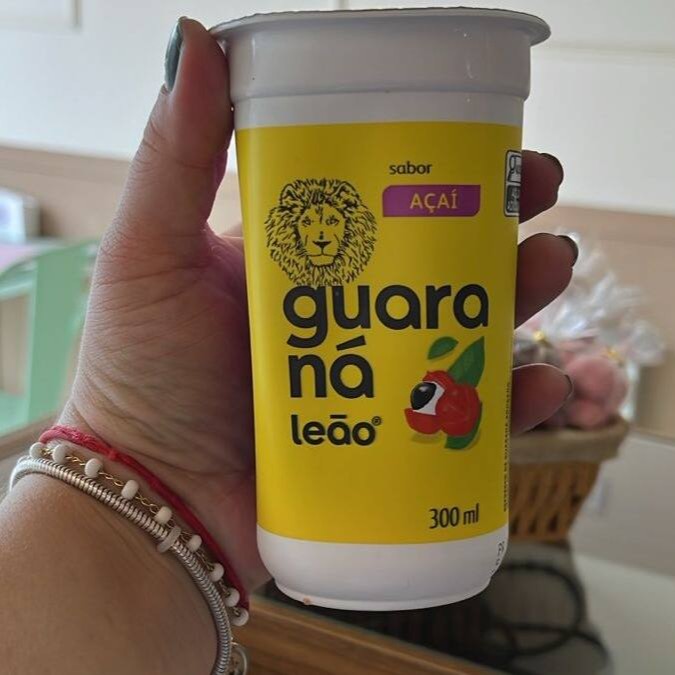 sabor
AÇAÍ
guara
ná
leão®
300 ml